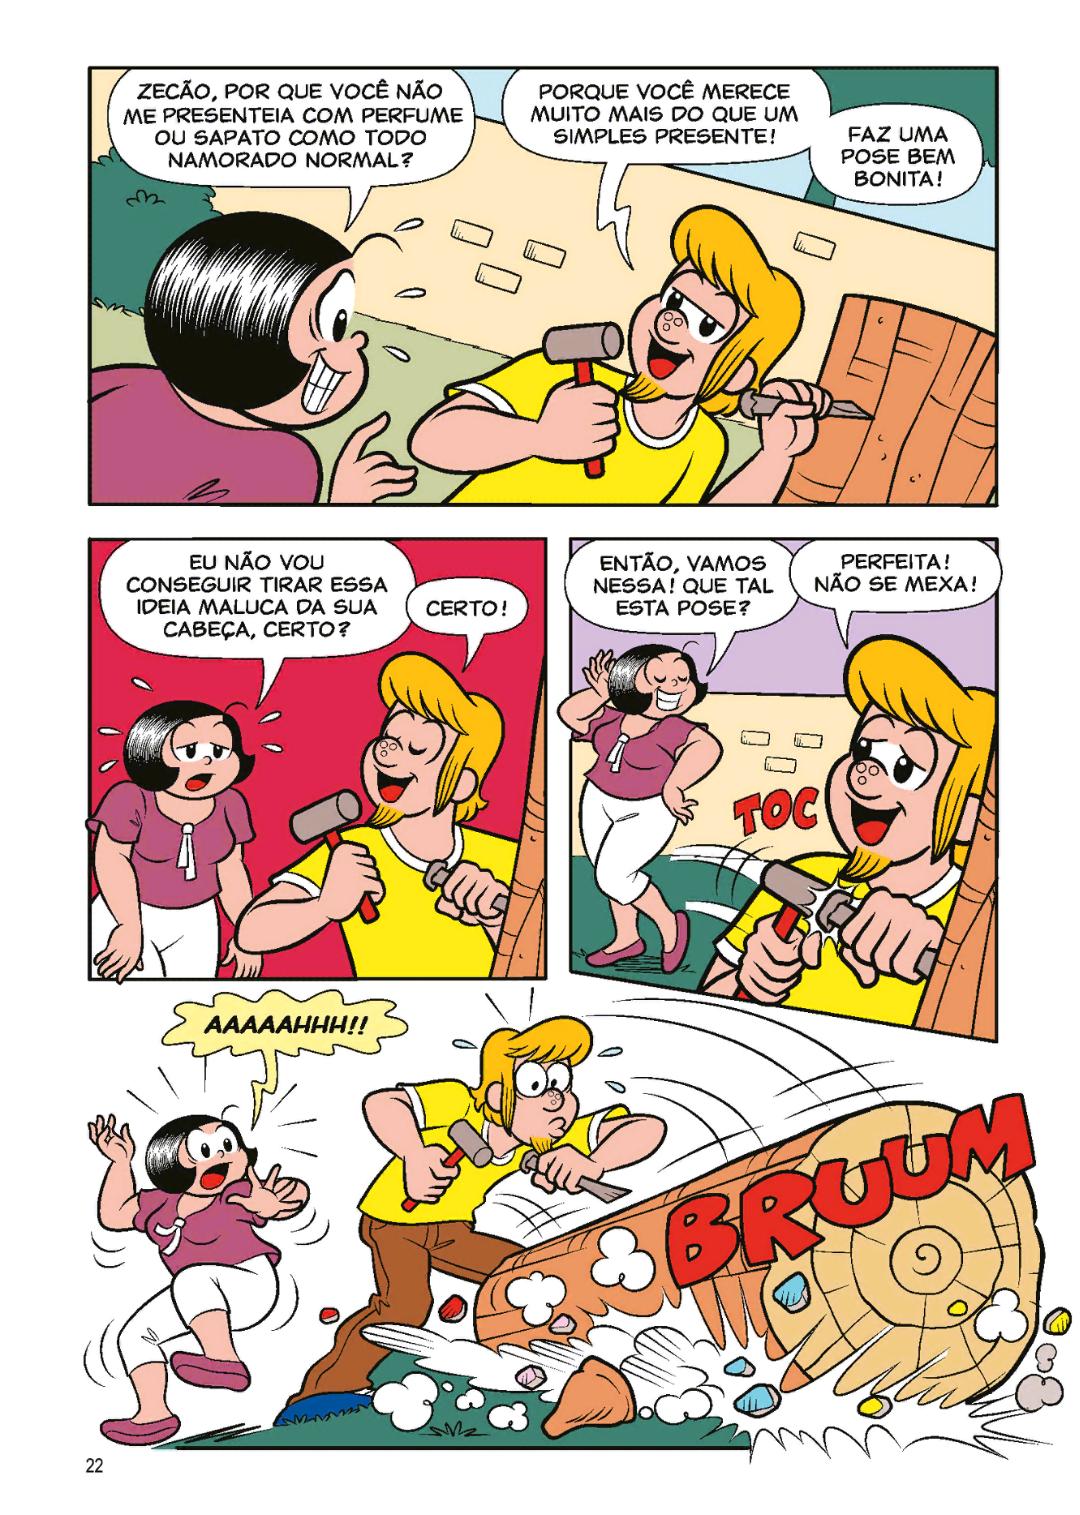 ZECÃO, POR QUE VOCÊ NÃO
ME PRESENTEIA COM PERFUME
OU SAPATO COMO TODO
NAMORADO NORMAL?
PORQUE VOCÊ MERECE
MUITO MAIS DO QUE UM
SIMPLES PRESENTE!
FAZ UMA
POSE BEM
BONITA!
EU NÃO VOU
CONSEGUIR TIRAR ESSA
IDEIA MALUCA DA SUA
CABEÇA, CERTO?
CERTO!
ENTÃO, VAMOS
NESSA! QUE TAL
ESTA POSE?
PERFEITA!
NÃO SE MEXA!
TOC
AAAAAHHH!!
BRUUM
22